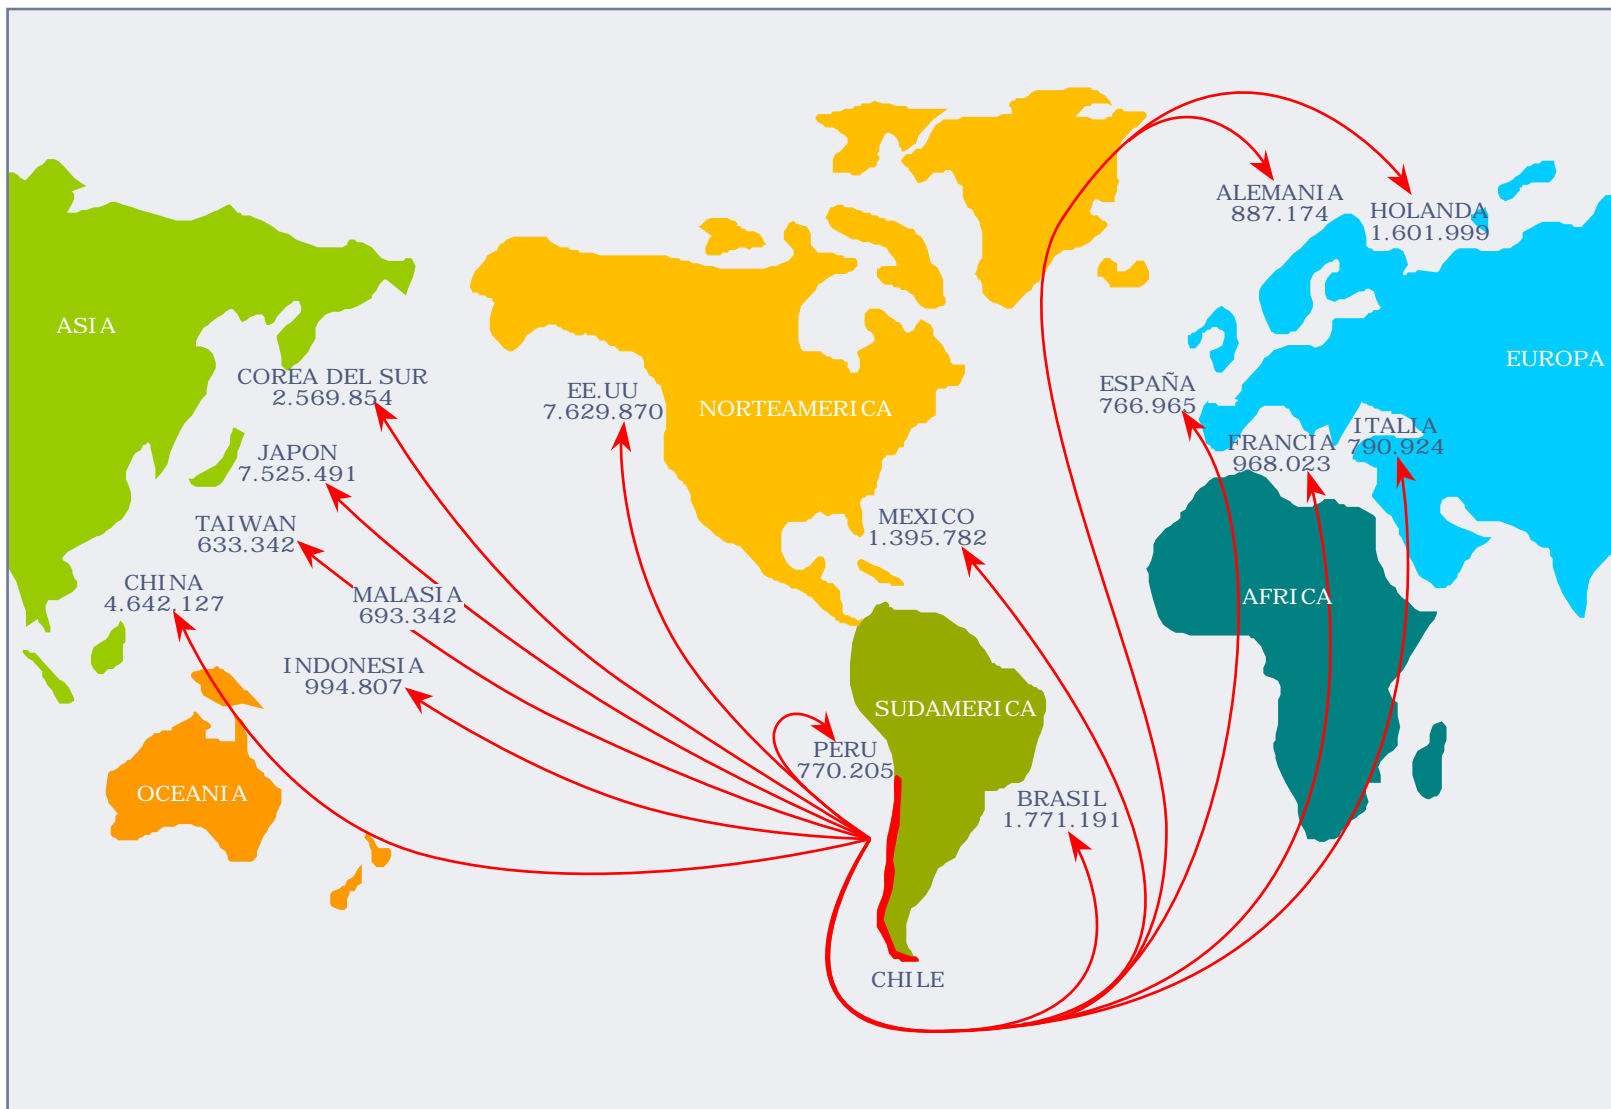 ALEMANIA
887.174
HOLANDA
1.601.999
ASIA
EUROPA
COREA DEL SUR
2.569.854
EE.UU
7.629.870
NORTEAMERICA
ESPAÑA
766.965
JAPON
7.525.491
FRANCIA
968.023
ITALIA
790.924
TAIWAN
633.342
MEXICO
1.395.782
CHINA
4.642.127
MALASIA
693.342
AFRICA
INDONESIA
994.807
SUDAMERICA
PERU
770.205
OCEANIA
BRASIL
1.771.191
CHILE